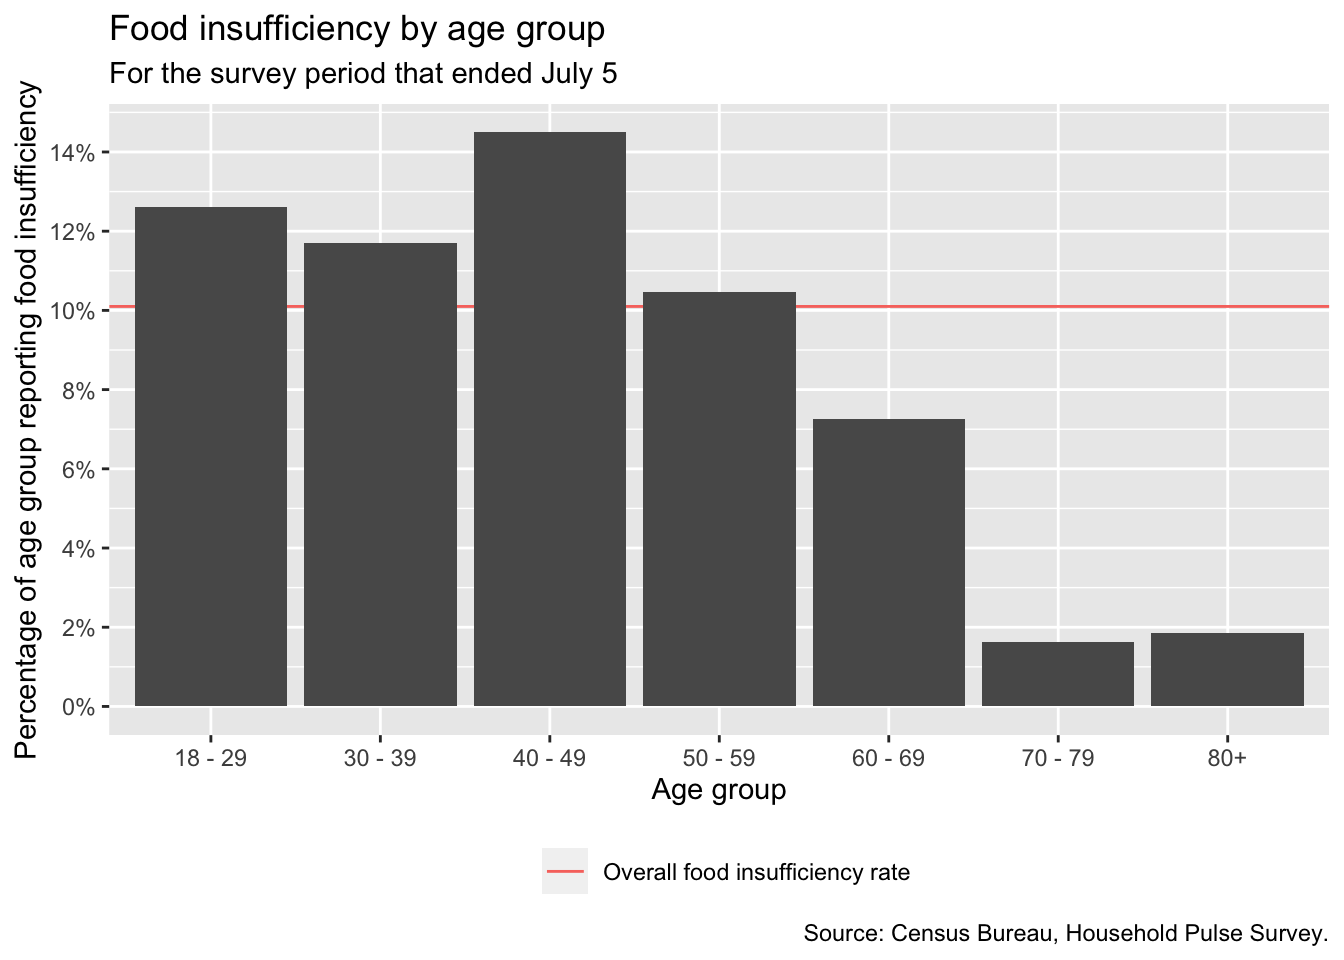 Food insufficiency by age group
For the survey period that ended July 5
Percentage of age group reporting food insufficiency
14%
12%
10%
8%
6%
4%
2%
0%
18 - 29
30 - 39
40 - 49
50 - 59
60 - 69
70 - 79
80+
Age group
Overall food insufficiency rate
Source: Census Bureau, Household Pulse Survey.